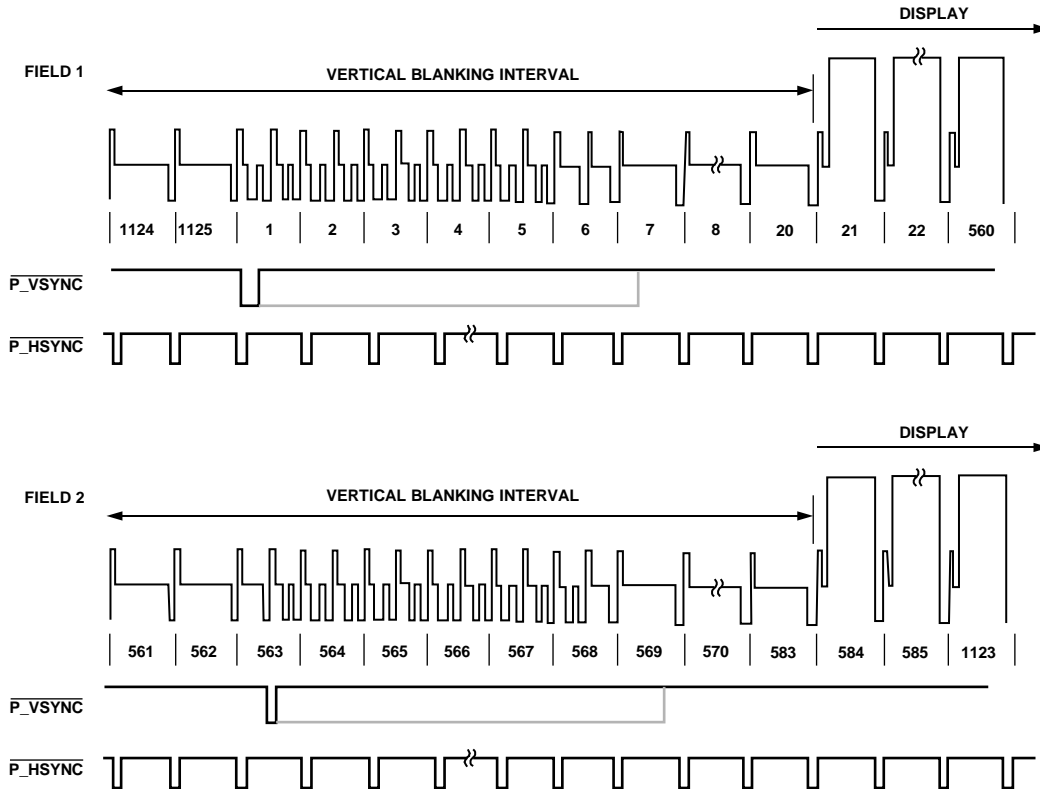 DISPLAY
FIELD 1
VERTICAL BLANKING INTERVAL
1124 1125 1 2 3 4 5 6 7 8 20 21 22 560
P_VSYNC
P_HSYNC
DISPLAY
FIELD 2
VERTICAL BLANKING INTERVAL
561 562 563 564 565 566 567 568 569 570 583 584 585 1123
P_VSYNC
P_HSYNC